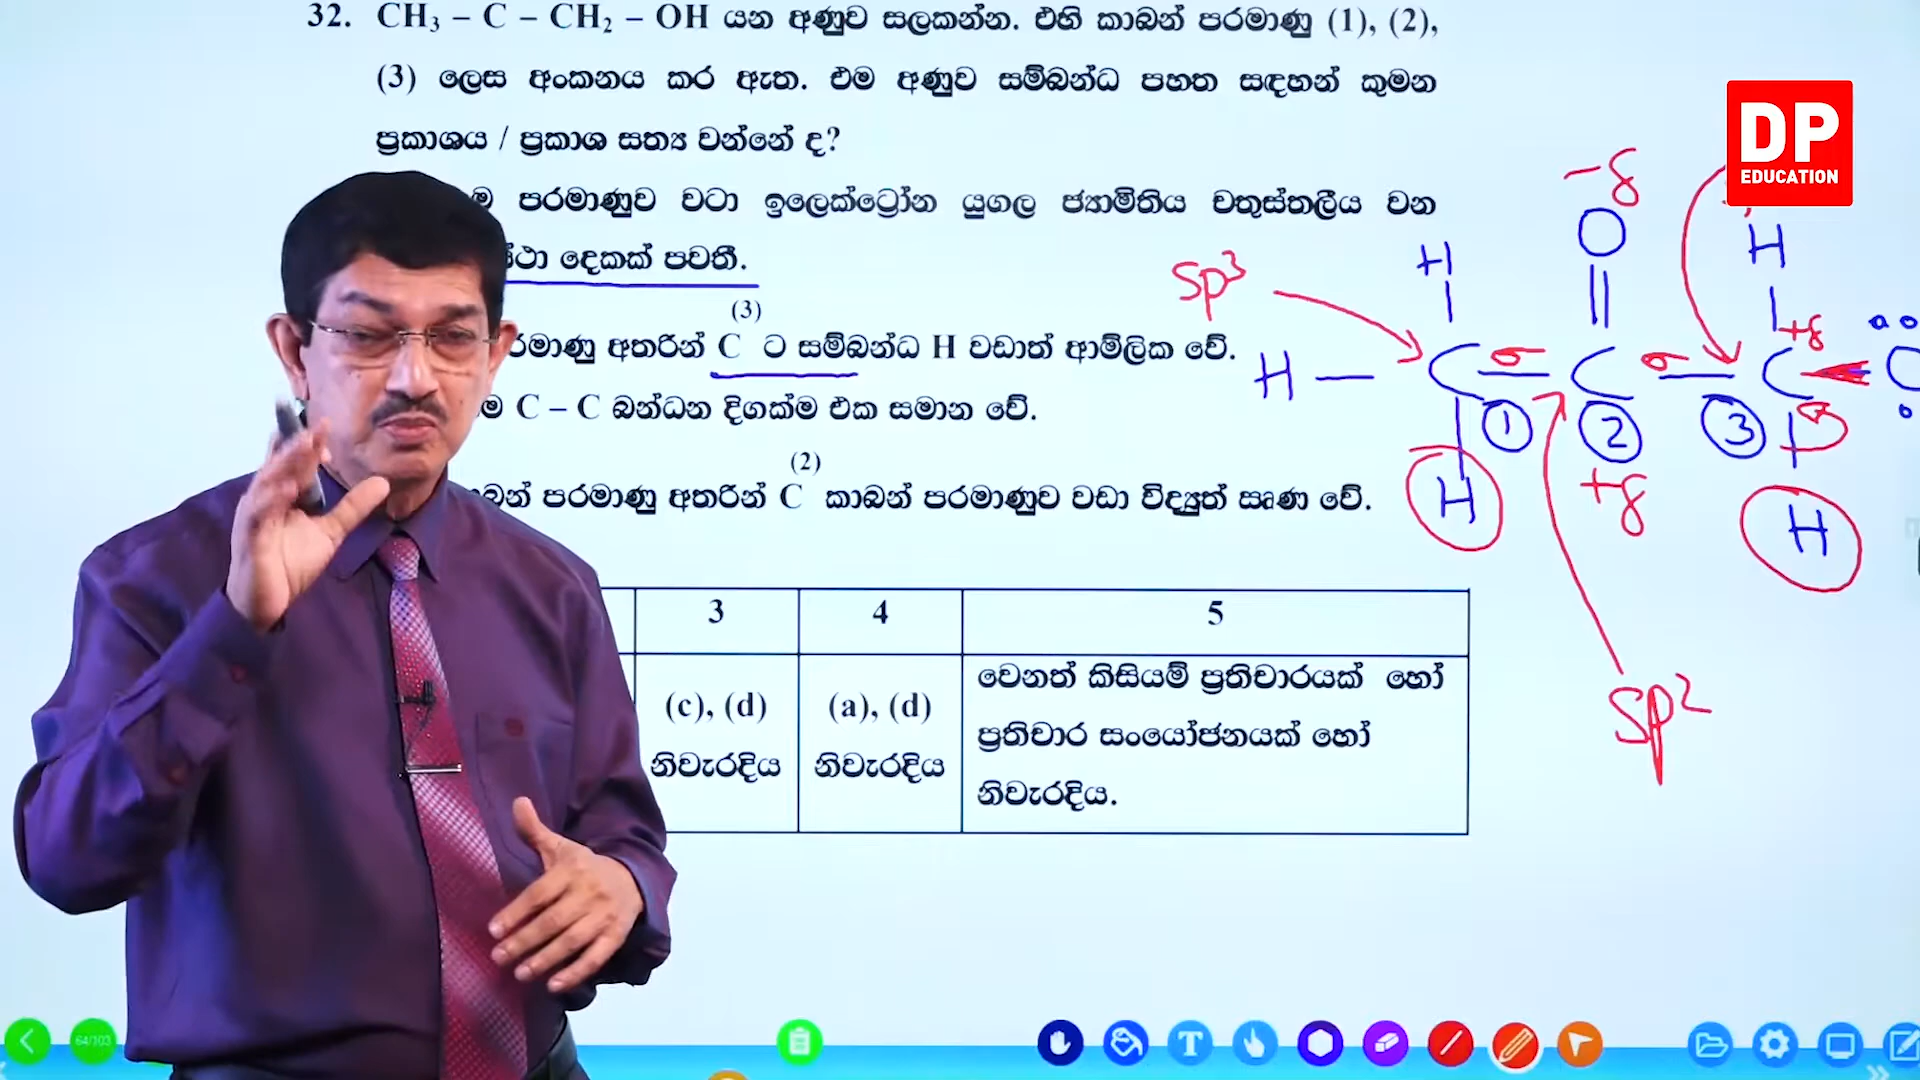 32. CH₃ – C – CH₂ – OH යන අණුව සලකන්න. එහි කාබන් පරමාණු (1), (2),
(3) ලෙස අංකනය කර ඇත. එම අණුව සම්බන්ධ පහත සඳහන් කුමන
ප්‍රකාශය / ප්‍රකාශ සත්‍ය වන්නේ ද?
පරමාණුව වටා ඉලෙක්ට්‍රෝන යුගල ජ්‍යාමිතිය චතුස්තලීය වන
දෙකක් පවතී.
(3)
අතරින් C ට සම්බන්ධ H වඩාත් ආම්ලික වේ.
C – C බන්ධන දිගක්ම එක සමාන වේ.
(2)
පරමාණු අතරින් C කාබන් පරමාණුව වඩා විද්‍යුත් ඍණ වේ.
3 4 5
(c), (d) නිවැරදිය
(a), (d) නිවැරදිය
වෙනත් කිසියම් ප්‍රතිචාරයක් හෝ
ප්‍රතිචාර සංයෝජනයක් හෝ
නිවැරදිය.
DP
EDUCATION
-δ
H O H
sp³
+δ
H – C σ C σ C
1 2 3
H +δ H
sp²
64/103
T